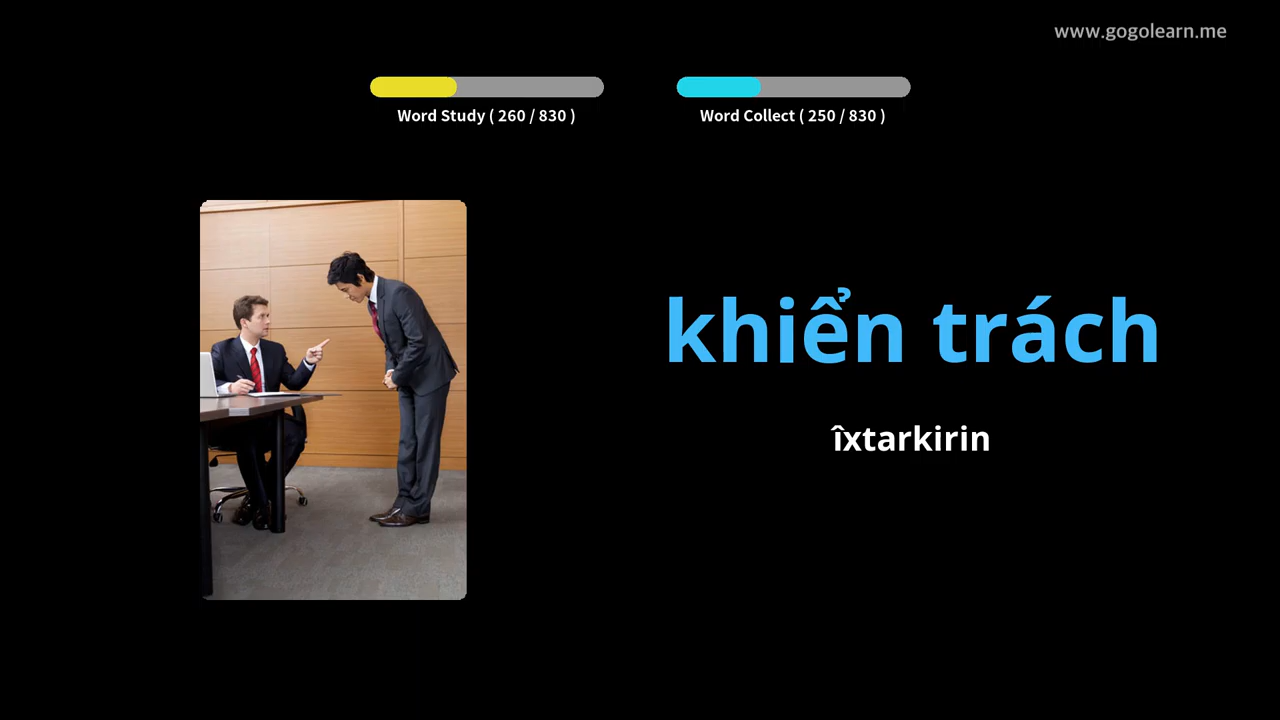 www.gogolearn.me
Word Study ( 260 / 830 )
Word Collect ( 250 / 830 )
khiển trách
îxtarkirin